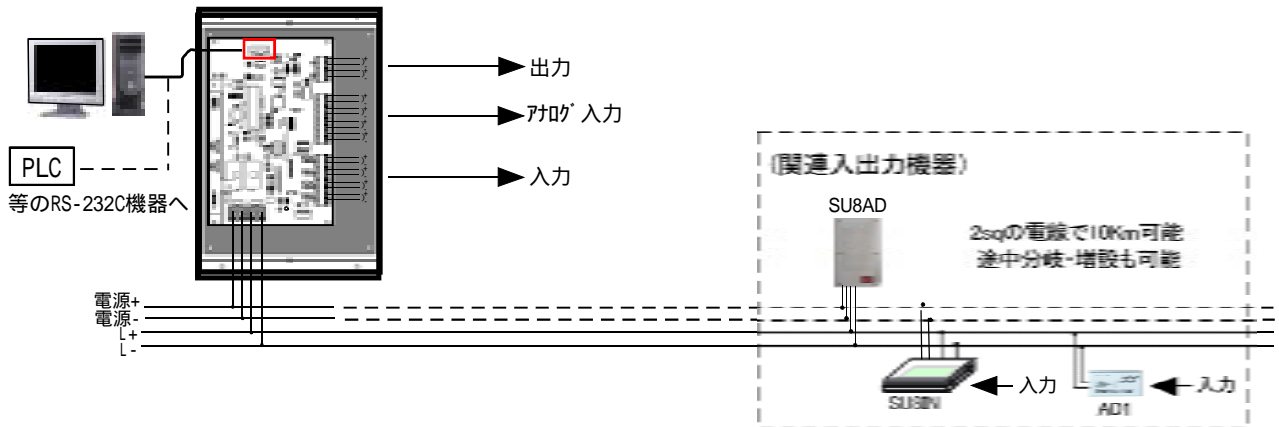 出力
アナログ入力
入力
PLC
等のRS-232C機器へ
(関連入出力機器)
SU8AD
2sqの電線で10Km可能
途中分岐・増設も可能
電源+
電源-
L+
L-
入力
入力
SU8IN
AD1